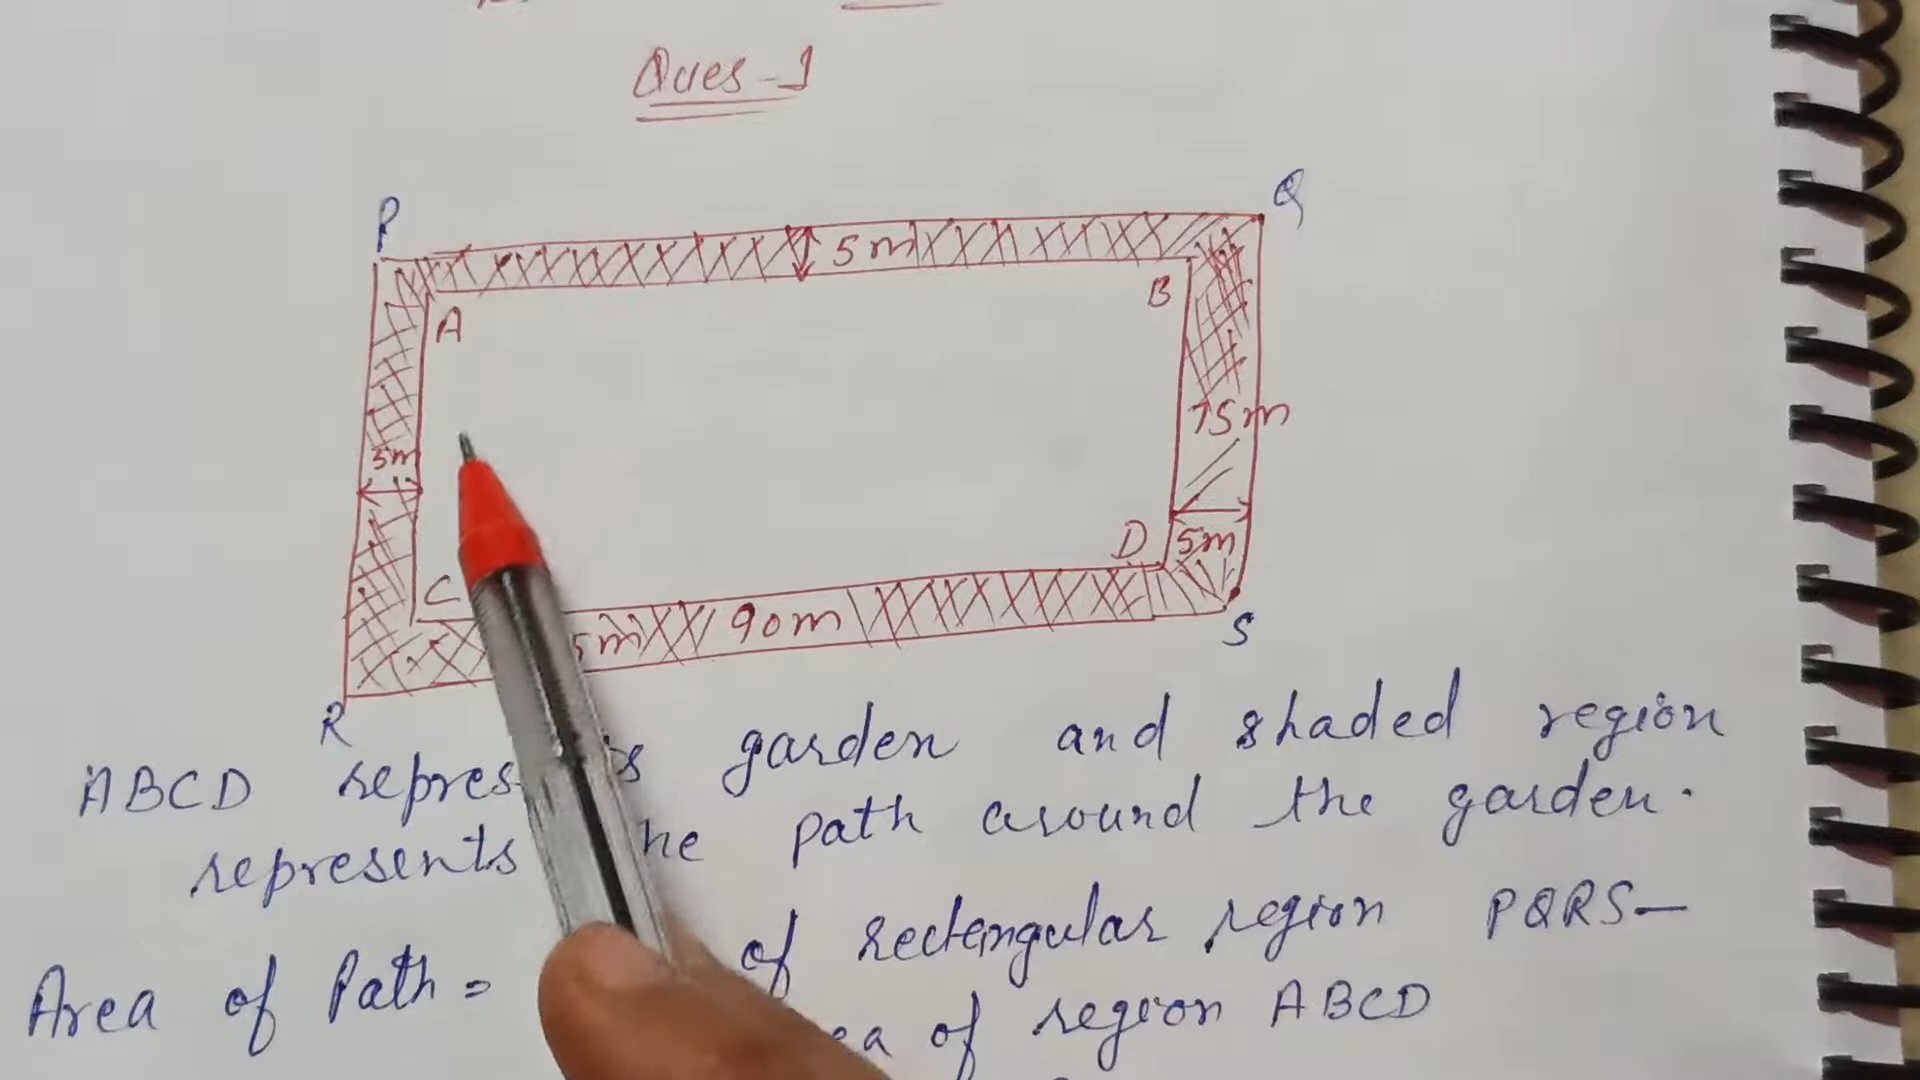 Ques-1
P
Q
5m
A
B
5m
75m
C
D
5m
5m 90m
R
S
ABCD garden and shaded region
represents path around the garden.
Area of Path = of rectangular region PQRS-
of region ABCD